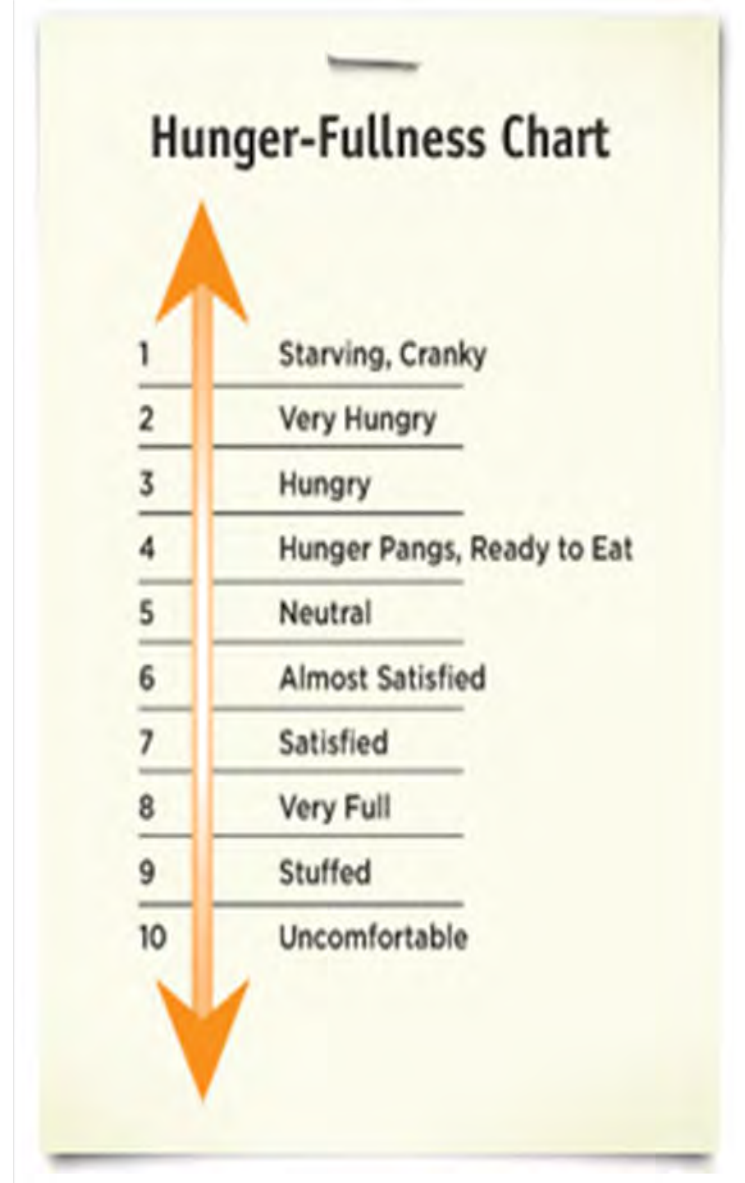 Hunger-Fullness Chart
1 Starving, Cranky
2 Very Hungry
3 Hungry
4 Hunger Pangs, Ready to Eat
5 Neutral
6 Almost Satisfied
7 Satisfied
8 Very Full
9 Stuffed
10 Uncomfortable